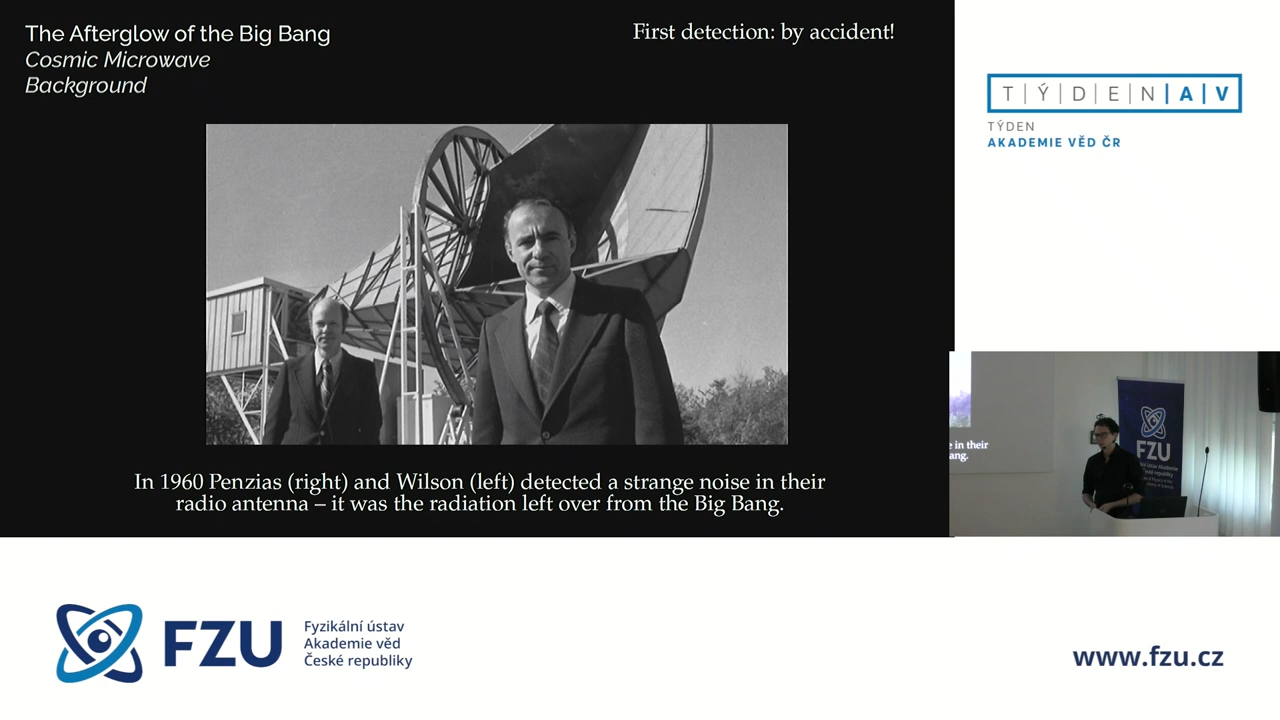 The Afterglow of the Big Bang
Cosmic Microwave
Background
First detection: by accident!
In 1960 Penzias (right) and Wilson (left) detected a strange noise in their
radio antenna – it was the radiation left over from the Big Bang.
TÝDENAV
TÝDEN
AKADEMIE VĚD ČR
e in their
ang.
FZU
FZU
Fyzikální ústav
Akademie věd
České republiky
www.fzu.cz